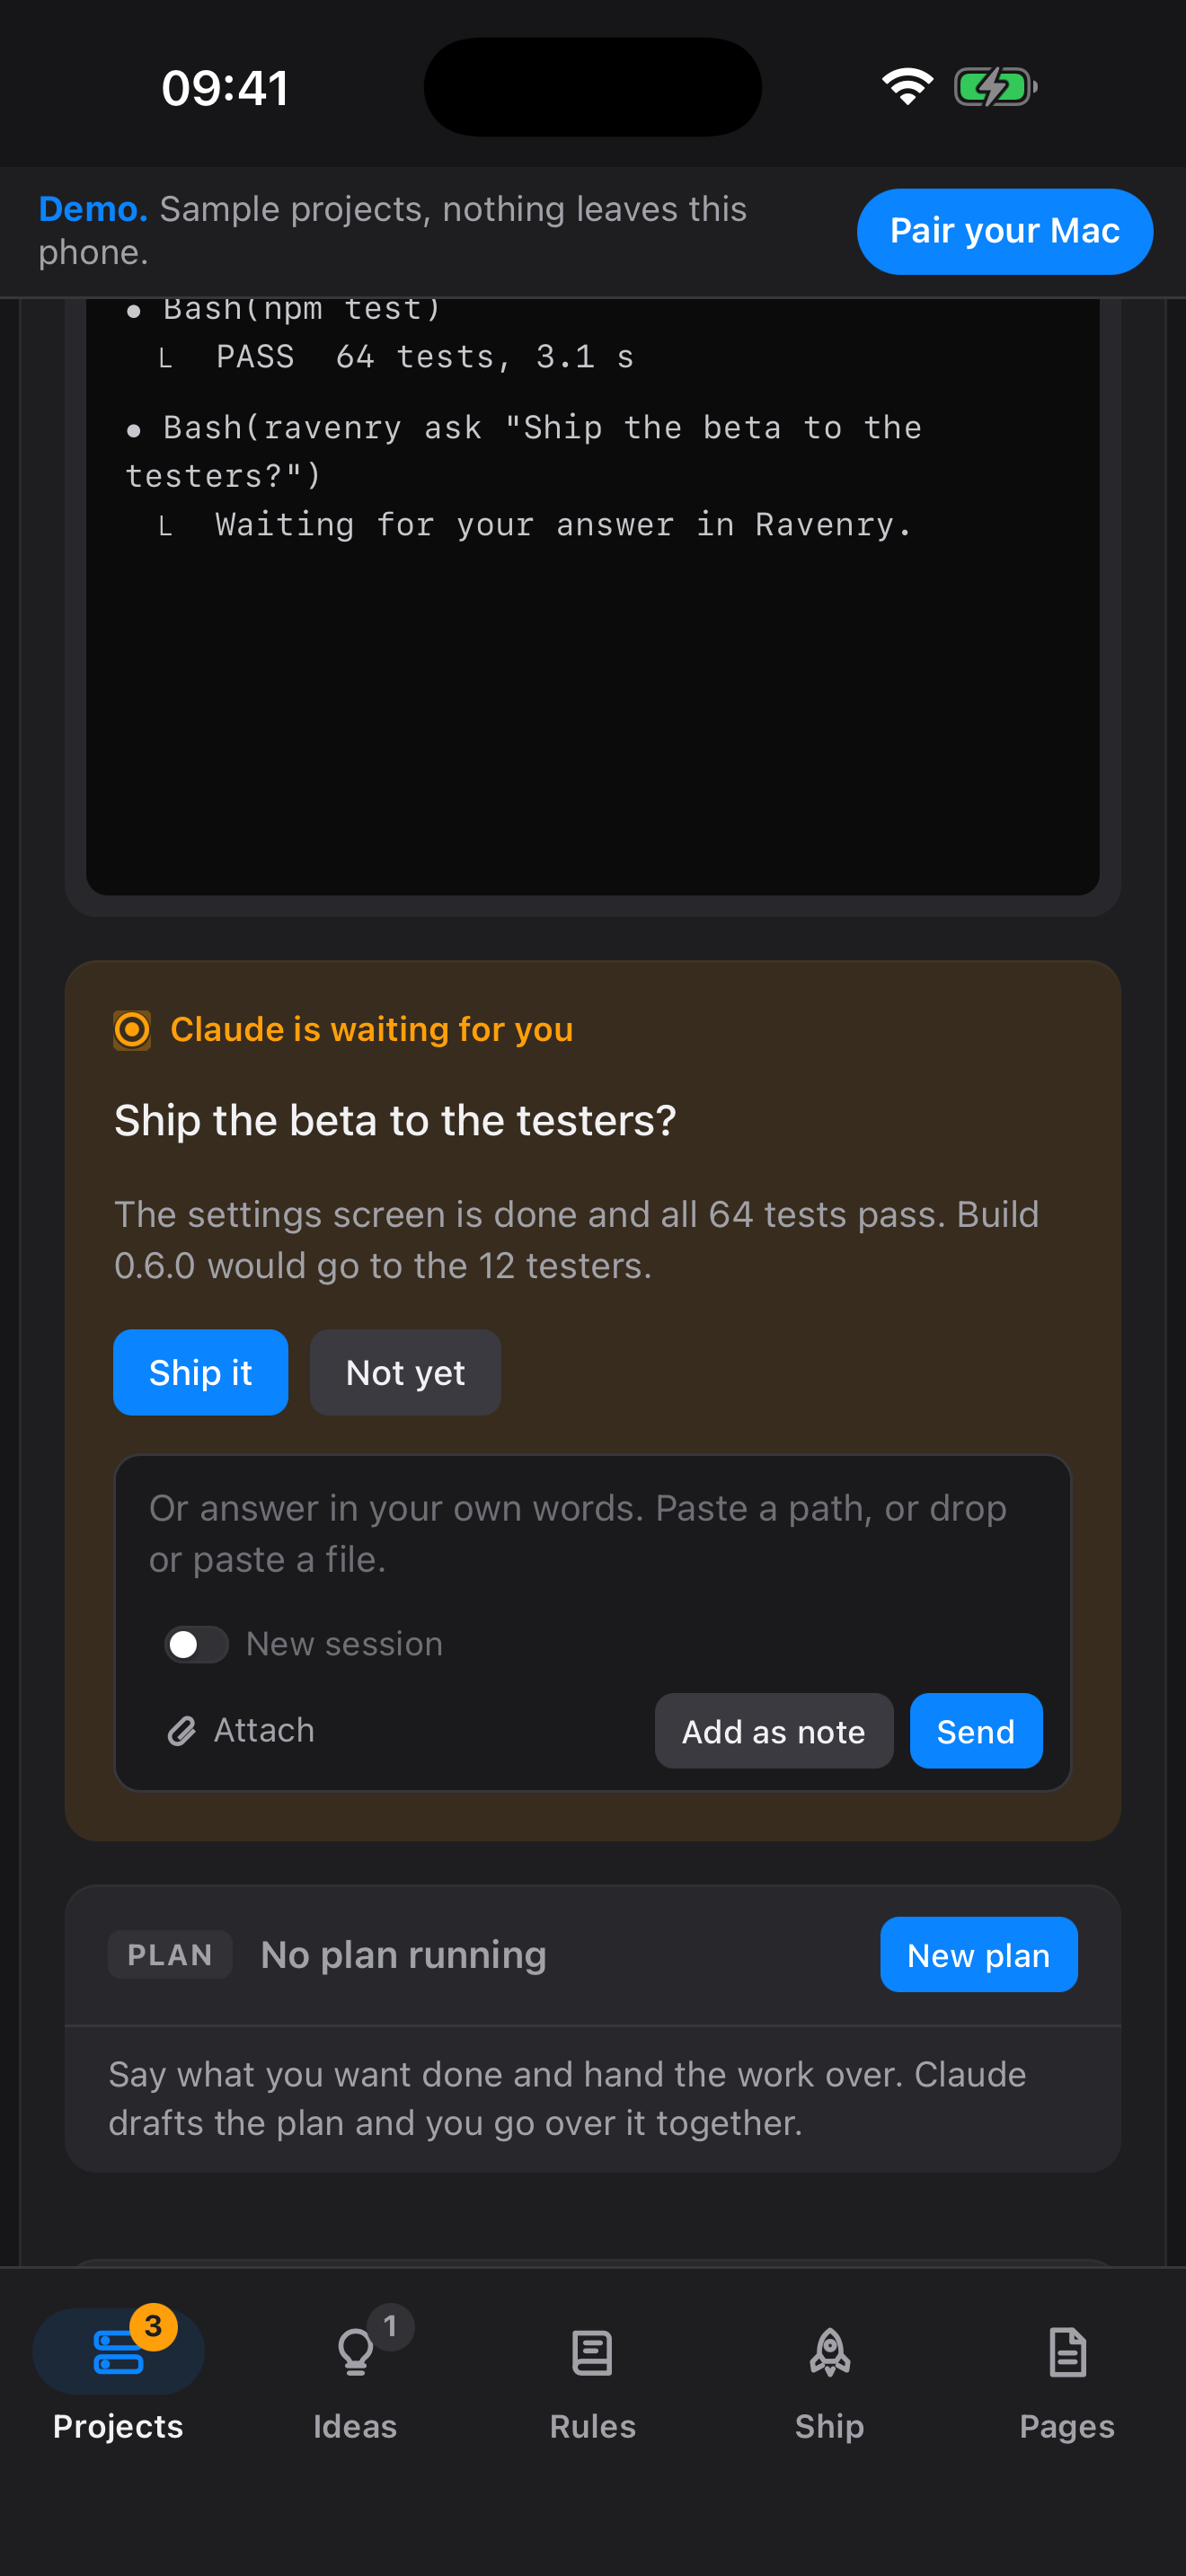 09:41
Demo. Sample projects, nothing leaves this
phone.
Pair your Mac
● Bash(npm test)
└ PASS 64 tests, 3.1 s
● Bash(ravenry ask "Ship the beta to the
testers?")
└ Waiting for your answer in Ravenry.
Claude is waiting for you
Ship the beta to the testers?
The settings screen is done and all 64 tests pass. Build
0.6.0 would go to the 12 testers.
Ship it
Not yet
Or answer in your own words. Paste a path, or drop
or paste a file.
New session
Attach
Add as note
Send
PLAN
No plan running
New plan
Say what you want done and hand the work over. Claude
drafts the plan and you go over it together.
3
1
Projects
Ideas
Rules
Ship
Pages